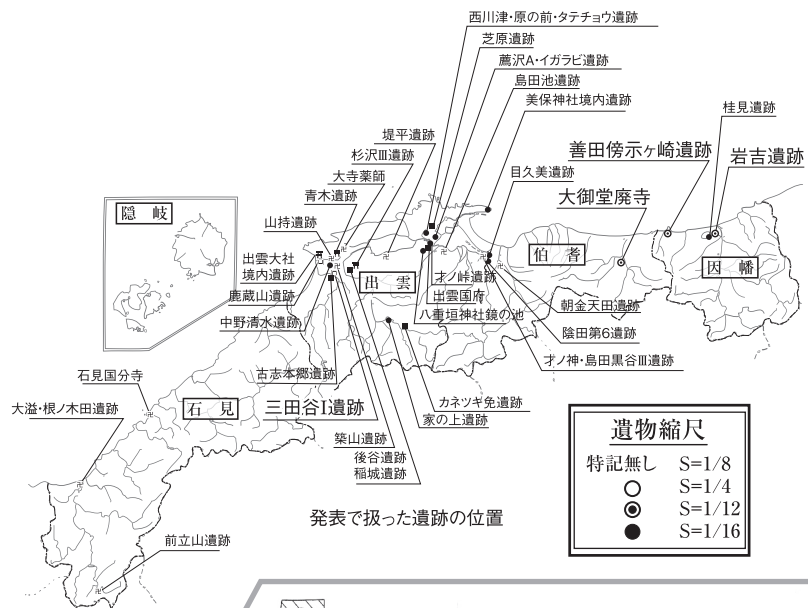 西川津・原の前・タテチョウ遺跡
芝原遺跡
薦沢A・イガラビ遺跡
島田池遺跡
美保神社境内遺跡
桂見遺跡
堤平遺跡
杉沢Ⅲ遺跡
大寺薬師
青木遺跡
善田傍示ヶ崎遺跡
岩吉遺跡
目久美遺跡
大御堂廃寺
隠 岐
山持遺跡
出雲大社
境内遺跡
鹿蔵山遺跡
中野清水遺跡
出 雲
伯 耆
因 幡
才ノ峠遺跡
出雲国府
八重垣神社鏡の池
朝金天田遺跡
陰田第6遺跡
才ノ神・島田黒谷Ⅲ遺跡
古志本郷遺跡
石見国分寺
大溢・根ノ木田遺跡
石 見
三田谷Ⅰ遺跡
カネツキ免遺跡
家の上遺跡
築山遺跡
後谷遺跡
稲城遺跡
発表で扱った遺跡の位置
前立山遺跡
遺物縮尺
特記無し S=1/8
S=1/4
S=1/12
S=1/16